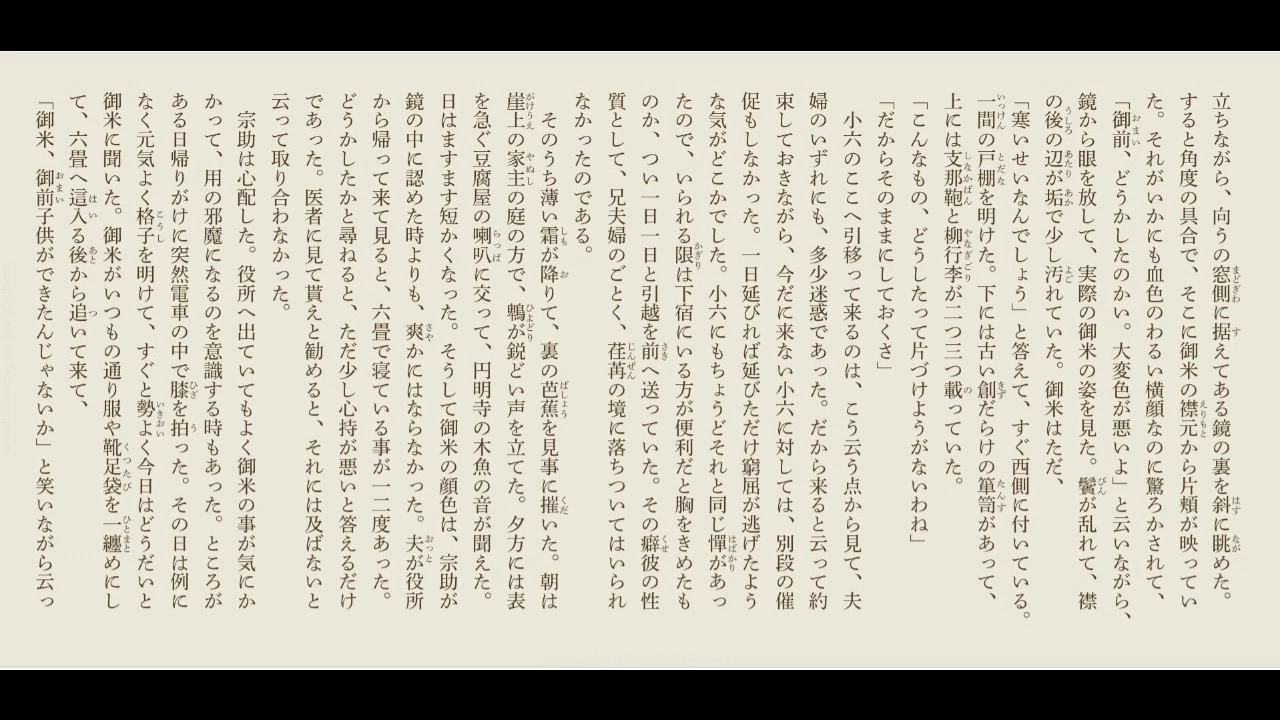 立ちながら、向うの窓側に据えてある鏡の裏を斜に眺めた。
すると角度の具合で、そこに御米の襟元から片頬が映ってい
た。それがいかにも血色のわるい横顔なのに驚ろかされて、
「御前、どうかしたのかい。大変色が悪いよ」と云いながら、
鏡から眼を放して、実際の御米の姿を見た。鬢が乱れて、襟
の後の辺が垢で少し汚れていた。御米はただ、
「寒いせいなんでしょう」と答えて、すぐ西側に付いている。
一間の戸棚を明けた。下には古い創だらけの箪笥があって、
上には支那鞄と柳行李が二つ三つ載っていた。
「こんなもの、どうしたって片づけようがないわね」
「だからそのままにしておくさ」
小六のここへ引移って来るのは、こう云う点から見て、夫
婦のいずれにも、多少迷惑であった。だから来ると云って約
束しておきながら、今だに来ない小六に対しては、別段の催
促もしなかった。一日延びれば延びただけ窮屈が逃げたよう
な気がどこかでした。小六にもちょうどそれと同じ憚があっ
たので、いられる限は下宿にいる方が便利だと胸をきめたも
のか、つい一日一日と引越を前へ送っていた。その癖彼の性
質として、兄夫婦のごとく、荏苒の境に落ちついてはいられ
なかったのである。
そのうち薄い霜が降りて、裏の芭蕉を見事に摧いた。朝は
崖上の家主の庭の方で、鵯が鋭どい声を立てた。夕方には表
を急ぐ豆腐屋の喇叭に交って、円明寺の木魚の音が聞えた。
日はますます短かくなった。そうして御米の顔色は、宗助が
鏡の中に認めた時よりも、爽かにはならなかった。夫が役所
から帰って来て見ると、六畳で寝ている事が一二度あった。
どうかしたかと尋ねると、ただ少し心持が悪いと答えるだけ
であった。医者に見て貰えと勧めると、それには及ばないと
云って取り合わなかった。
宗助は心配した。役所へ出ていてもよく御米の事が気にか
かって、用の邪魔になるのを意識する時もあった。ところが
ある日帰りがけに突然電車の中で膝を拍った。その日は例に
なく元気よく格子を明けて、すぐと勢よく今日はどうだいと
御米に聞いた。御米がいつもの通り服や靴足袋を一纏めにし
て、六畳へ這入る後から追いて来て、
「御米、御前子供ができたんじゃないか」と笑いながら云っ